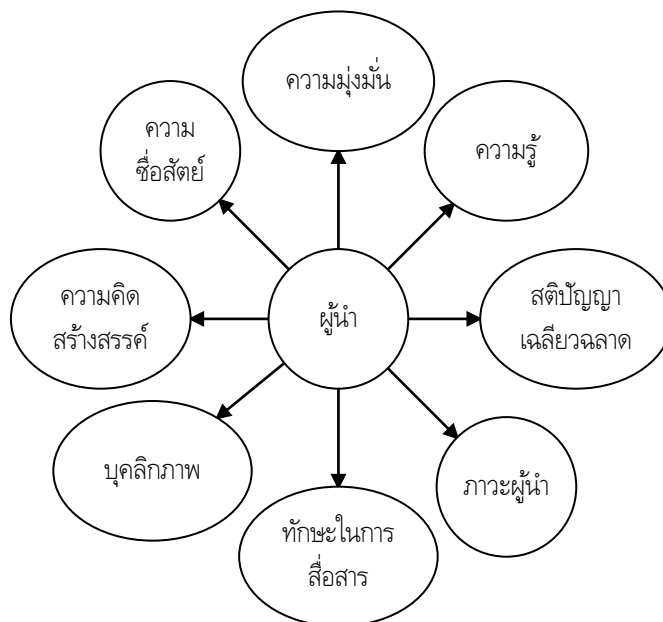 ความมุ่งมั่น
ความ
ซื่อสัตย์
ความรู้
ความคิด
สร้างสรรค์
ผู้นำ
สติปัญญา
เฉลียวฉลาด
บุคลิกภาพ
ภาวะผู้นำ
ทักษะในการ
สื่อสาร